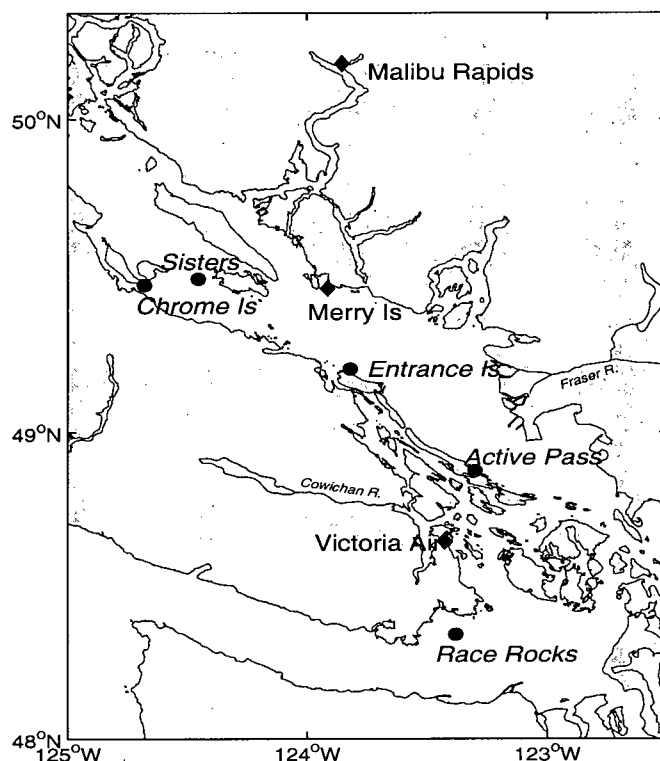 Malibu Rapids
50°N
Sisters
Chrome Is
Merry Is
Entrance Is
Fraser R.
49°N
Active Pass
Cowichan R.
Victoria Air
Race Rocks
48°N
125°W
124°W
123°W